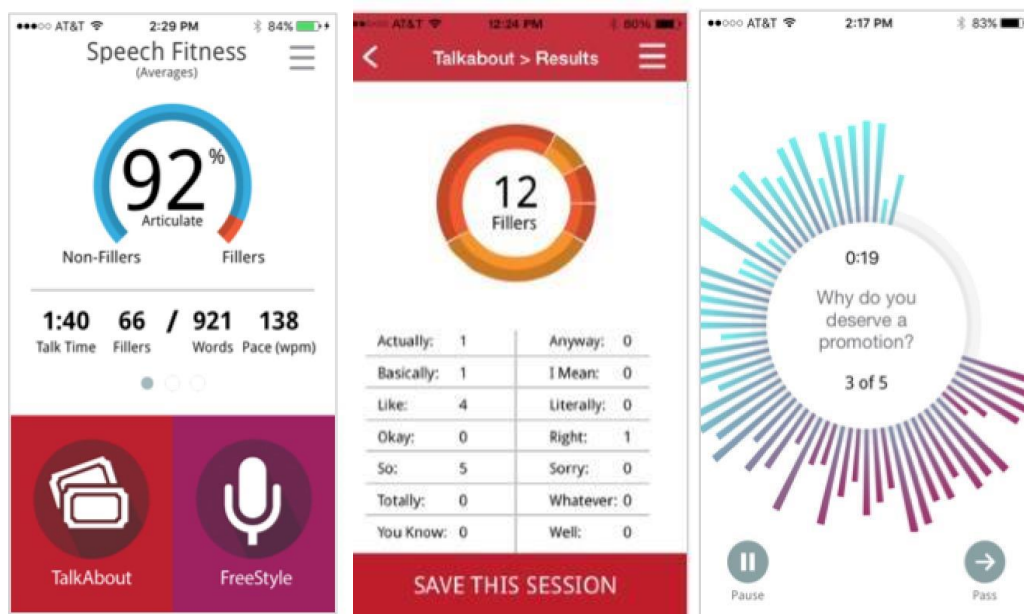 ●●●○○ AT&T 2:29 PM 84%
Speech Fitness
(Averages)
92%
Articulate
Non-Fillers Fillers
1:40 66 / 921 138
Talk Time Fillers Words Pace (wpm)
TalkAbout FreeStyle
AT&T 12:24 PM 80%
Talkabout > Results
12
Fillers
Actually: 1 Anyway: 0
Basically: 1 I Mean: 0
Like: 4 Literally: 0
Okay: 0 Right: 1
So: 5 Sorry: 0
Totally: 0 Whatever: 0
You Know: 0 Well: 0
SAVE THIS SESSION
●●○○○ AT&T 2:17 PM 83%
0:19
Why do you
deserve a
promotion?
3 of 5
Pause Pass